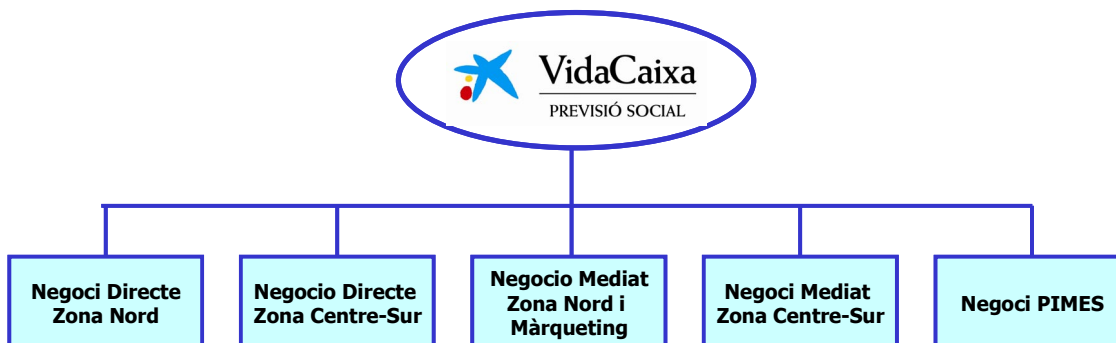 VidaCaixa
PREVISIÓ SOCIAL
Negoci Directe
Zona Nord
Negocio Directe
Zona Centre-Sur
Negocio Mediat
Zona Nord i
Màrqueting
Negoci Mediat
Zona Centre-Sur
Negoci PIMES